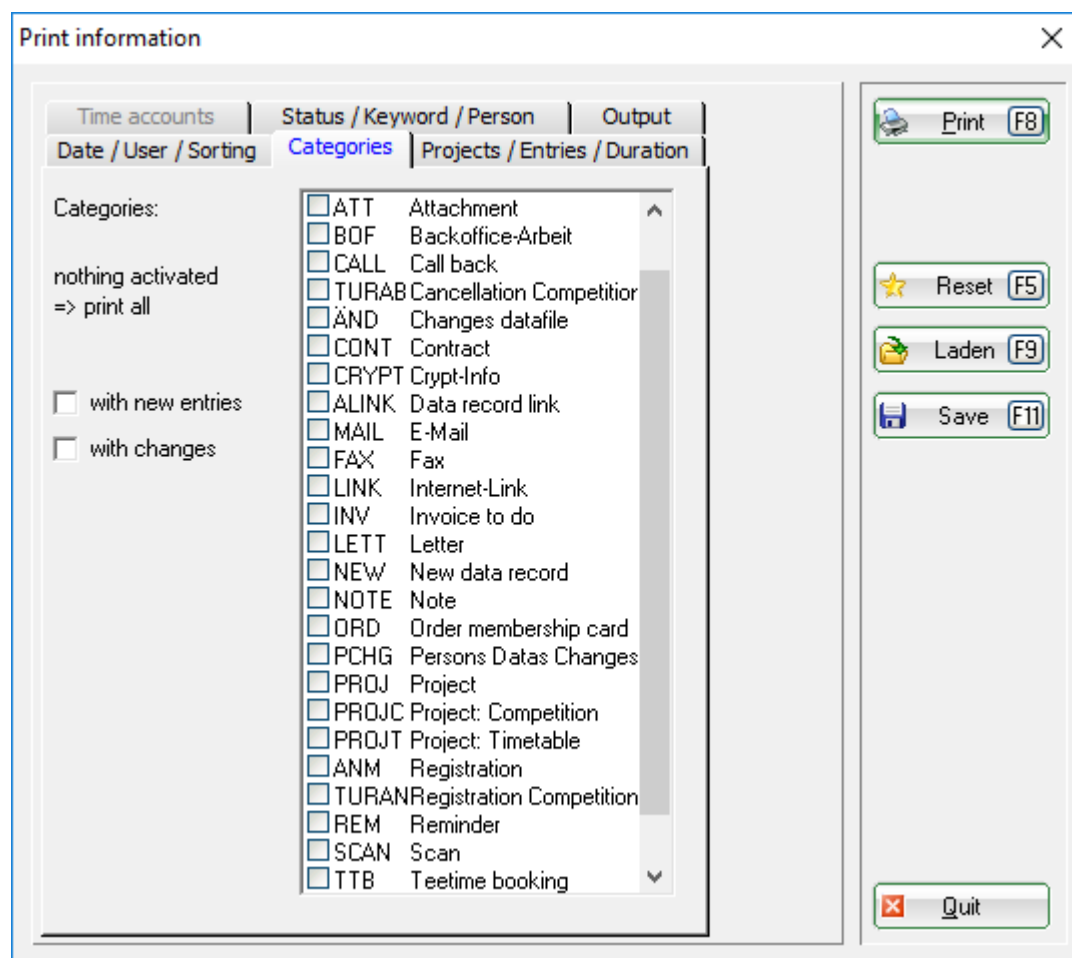 Print information
Time accounts Status / Keyword / Person Output
Date / User / Sorting Categories Projects / Entries / Duration
Categories:
nothing activated
=> print all
with new entries
with changes
ATT Attachment
BOF Backoffice-Arbeit
CALL Call back
TURAB Cancellation Competition
ÄND Changes datafile
CONT Contract
CRYPT Crypt-Info
ALINK Data record link
MAIL E-Mail
FAX Fax
LINK Internet-Link
INV Invoice to do
LETT Letter
NEW New data record
NOTE Note
ORD Order membership card
PCHG Persons Datas Changes
PROJ Project
PROJC Project: Competition
PROJT Project: Timetable
ANM Registration
TURAN Registration Competition
REM Reminder
SCAN Scan
TTB Teetime booking
Print F8
Reset F5
Laden F9
Save F11
Quit